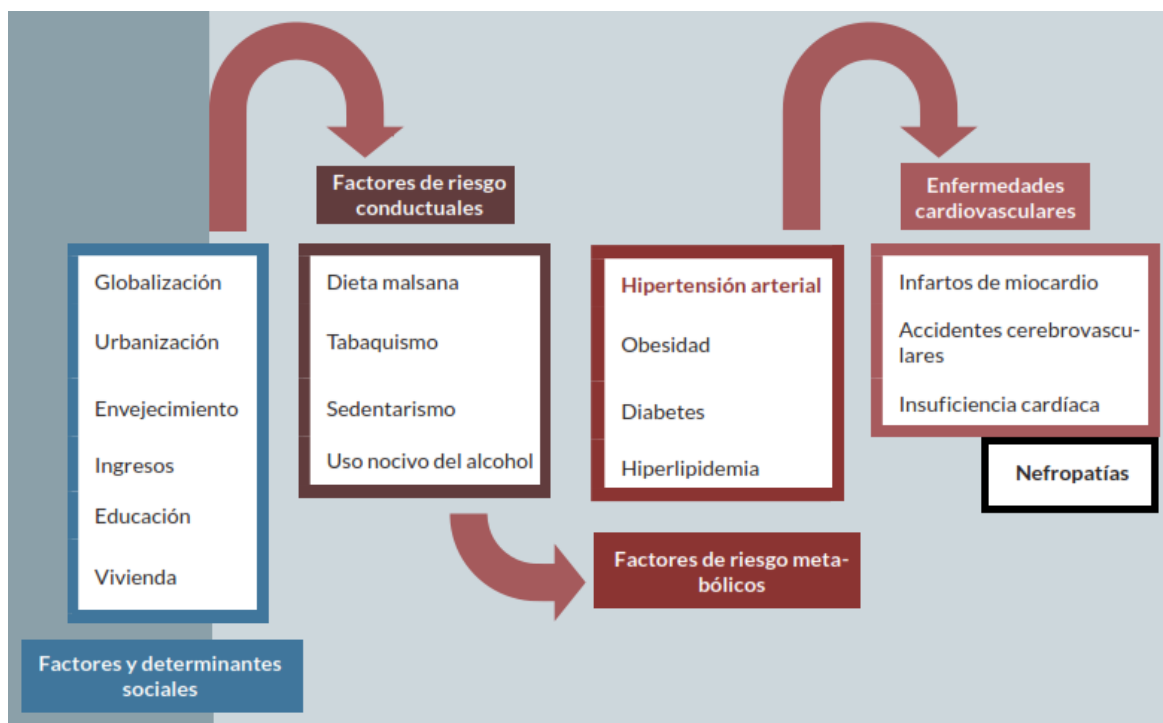 Factores de riesgo
conductuales
Enfermedades
cardiovasculares
Globalización
Urbanización
Envejecimiento
Ingresos
Educación
Vivienda
Dieta malsana
Tabaquismo
Sedentarismo
Uso nocivo del alcohol
Hipertensión arterial
Obesidad
Diabetes
Hiperlipidemia
Infartos de miocardio
Accidentes cerebrovascu-
lares
Insuficiencia cardíaca
Nefropatías
Factores de riesgo meta-
bólicos
Factores y determinantes
sociales